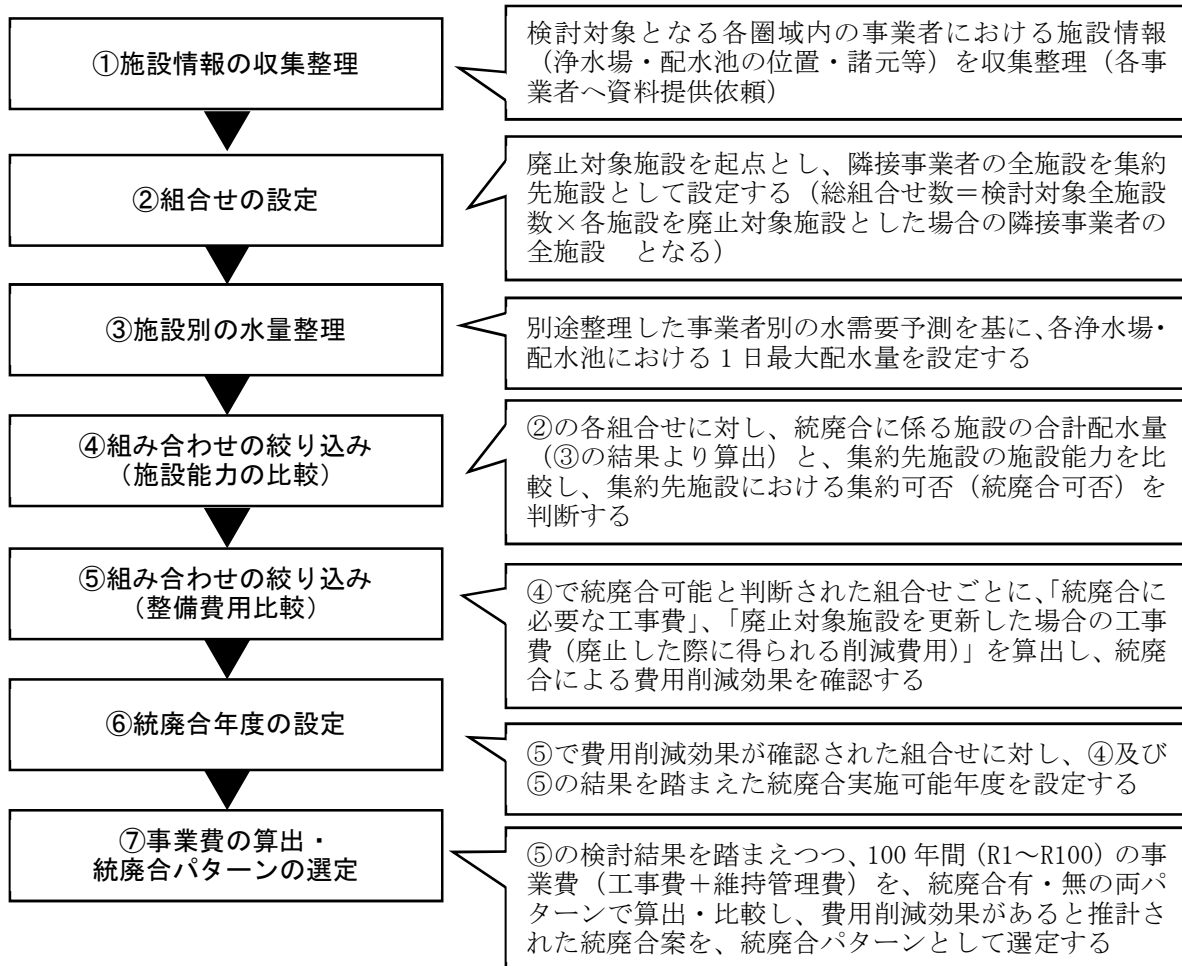 ①施設情報の収集整理
検討対象となる各圏域内の事業者における施設情報
（浄水場・配水池の位置・諸元等）を収集整理（各事
業者へ資料提供依頼）
②組合せの設定
廃止対象施設を起点とし、隣接事業者の全施設を集約
先施設として設定する（総組合せ数＝検討対象全施設
数×各施設を廃止対象施設とした場合の隣接事業者の
全施設　となる）
③施設別の水量整理
別途整理した事業者別の水需要予測を基に、各浄水場・
配水池における１日最大配水量を設定する
④組み合わせの絞り込み
（施設能力の比較）
②の各組合せに対し、統廃合に係る施設の合計配水量
（③の結果より算出）と、集約先施設の施設能力を比
較し、集約先施設における集約可否（統廃合可否）を
判断する
⑤組み合わせの絞り込み
（整備費用比較）
④で統廃合可能と判断された組合せごとに、「統廃合に
必要な工事費」、「廃止対象施設を更新した場合の工事
費（廃止した際に得られる削減費用）」を算出し、統廃
合による費用削減効果を確認する
⑥統廃合年度の設定
⑤で費用削減効果が確認された組合せに対し、④及び
⑤の結果を踏まえた統廃合実施可能年度を設定する
⑦事業費の算出・
統廃合パターンの選定
⑤の検討結果を踏まえつつ、100 年間（R1～R100）の事
業費（工事費＋維持管理費）を、統廃合有・無の両パ
ターンで算出・比較し、費用削減効果があると推計さ
れた統廃合案を、統廃合パターンとして選定する